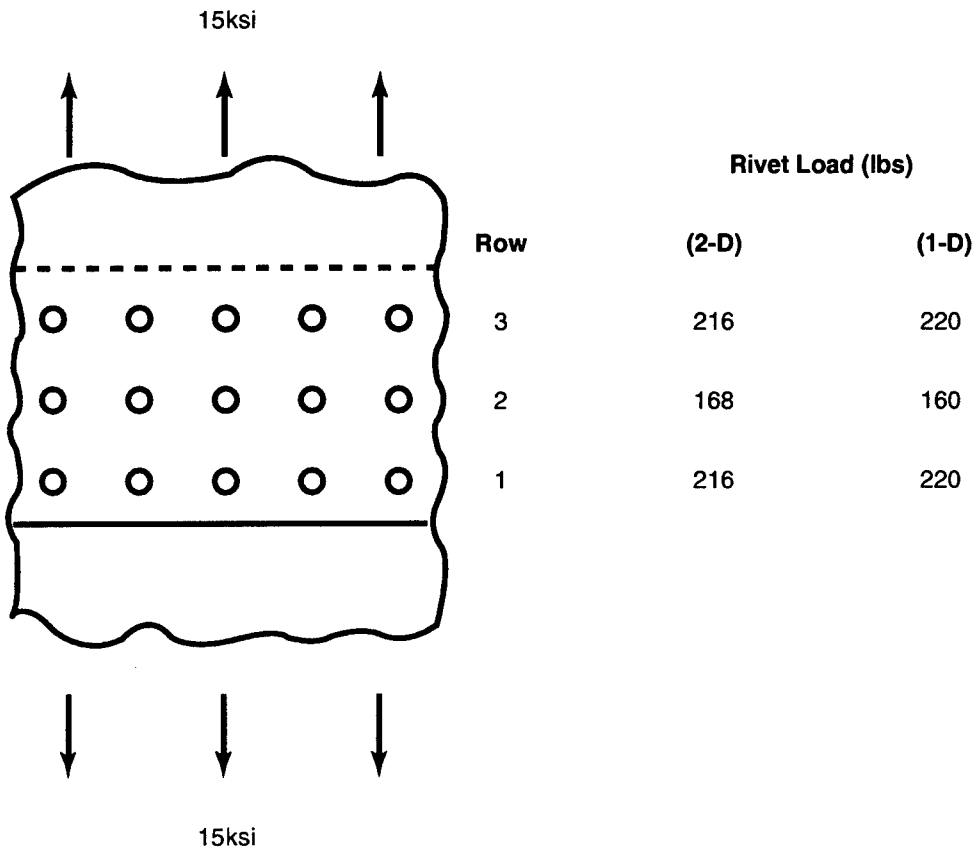 15ksi
Rivet Load (lbs)
Row (2-D) (1-D)
3 216 220
2 168 160
1 216 220
15ksi